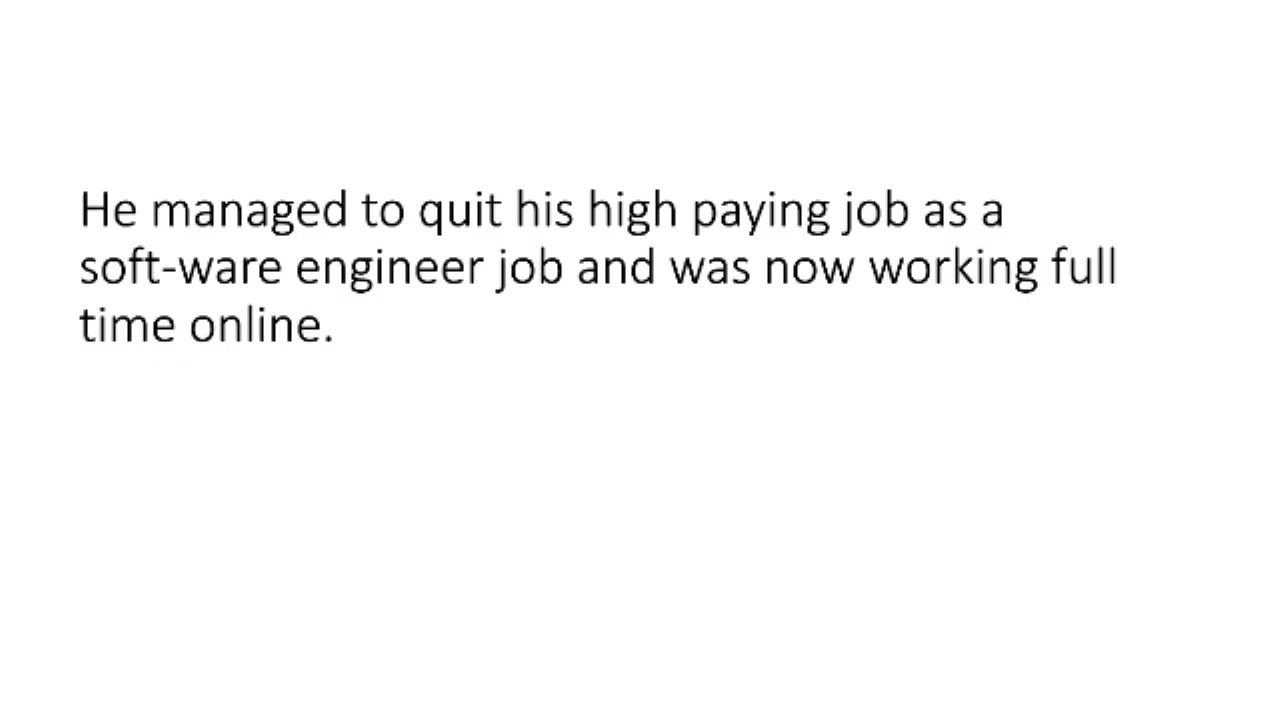 He managed to quit his high paying job as a
soft-ware engineer job and was now working full
time online.